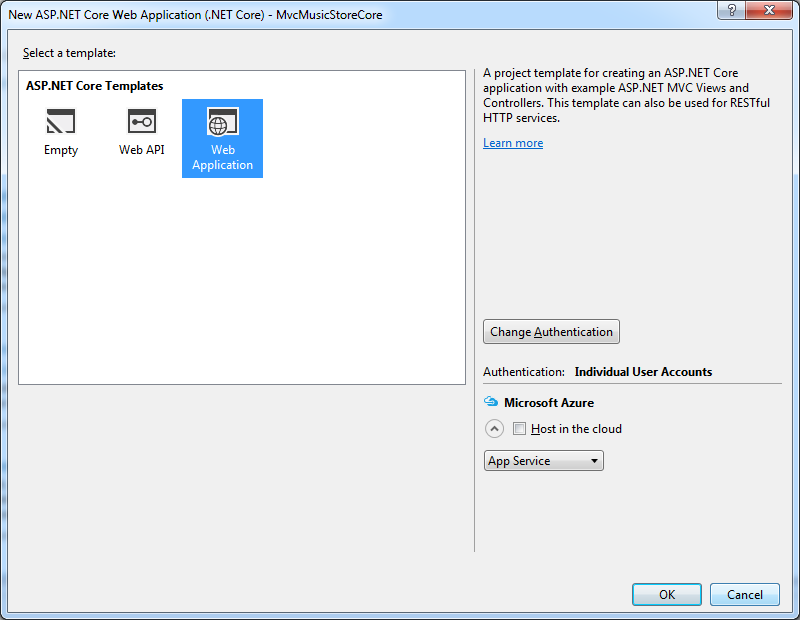 New ASP.NET Core Web Application (.NET Core) - MvcMusicStoreCore
?
Select a template:
ASP.NET Core Templates
Empty
Web API
Web
Application
A project template for creating an ASP.NET Core
application with example ASP.NET MVC Views and
Controllers. This template can also be used for RESTful
HTTP services.
Learn more
Change Authentication
Authentication: Individual User Accounts
Microsoft Azure
Host in the cloud
App Service
OK
Cancel